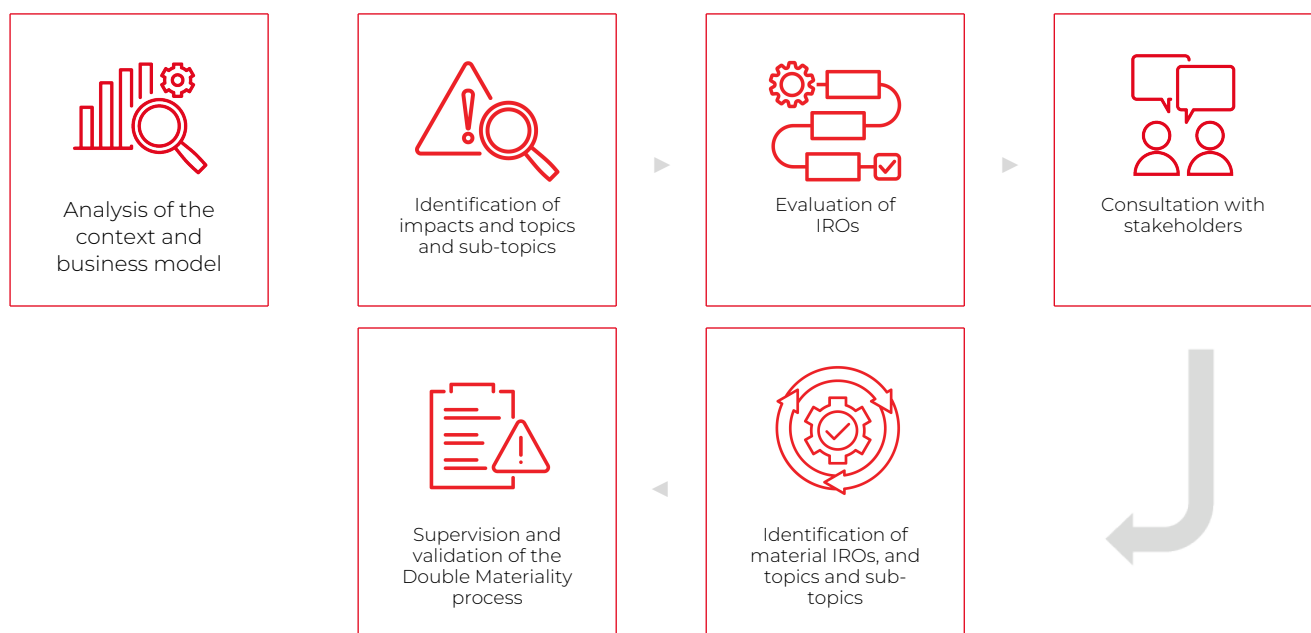 Analysis of the
context and
business model
Identification of
impacts and topics
and sub-topics
Evaluation of
IROs
Consultation with
stakeholders
Supervision and
validation of the
Double Materiality
process
Identification of
material IROs, and
topics and sub-
topics